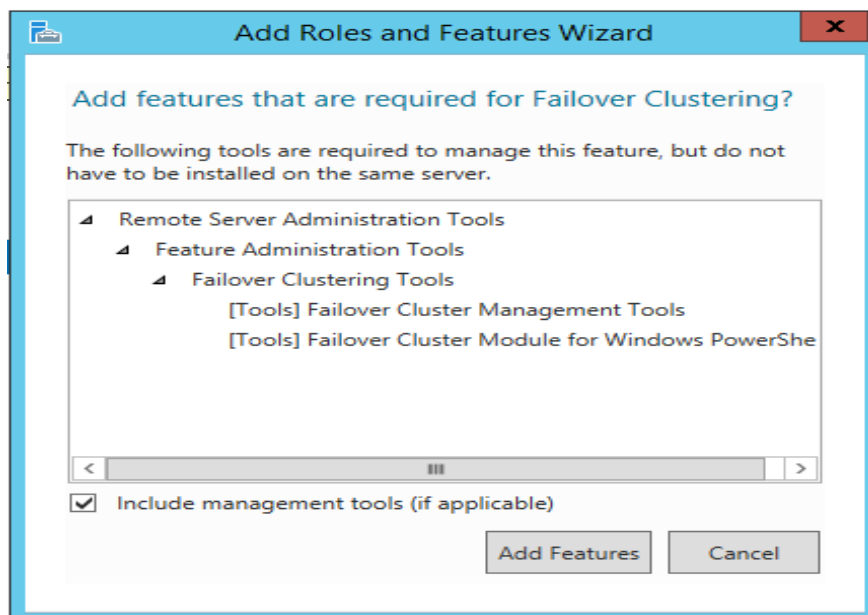 Add Roles and Features Wizard
x
Add features that are required for Failover Clustering?
The following tools are required to manage this feature, but do not
have to be installed on the same server.
Remote Server Administration Tools
Feature Administration Tools
Failover Clustering Tools
[Tools] Failover Cluster Management Tools
[Tools] Failover Cluster Module for Windows PowerShe
Include management tools (if applicable)
Add Features
Cancel